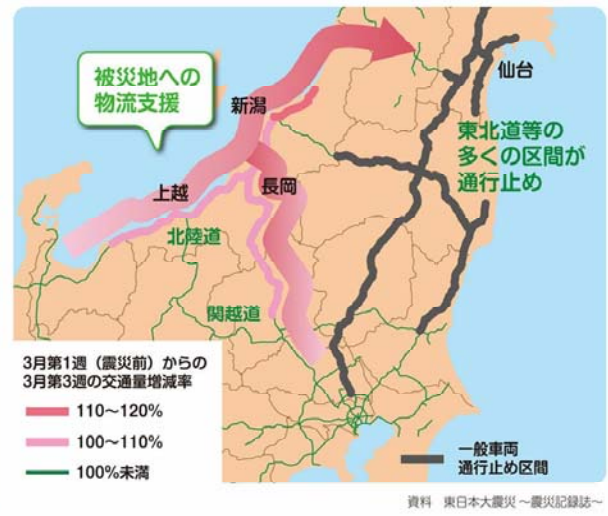 被災地への
物流支援
新潟
仙台
東北道等の
多くの区間が
通行止め
上越
長岡
北陸道
関越道
3月第1週（震災前）からの
3月第3週の交通量増減率
110～120%
100～110%
100%未満
一般車両
通行止め区間
資料 東日本大震災 ～震災記録誌～